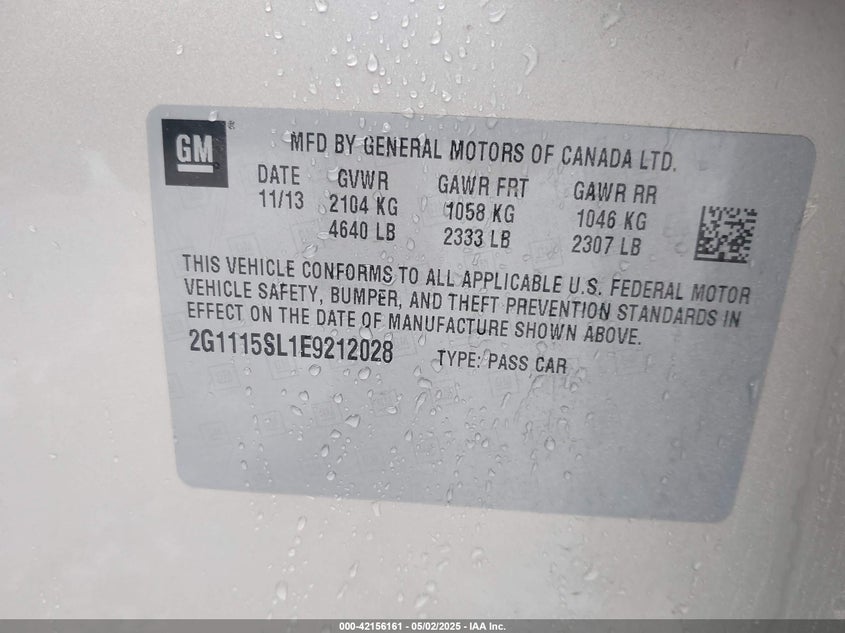 GM
MFD BY GENERAL MOTORS OF CANADA LTD.
DATE GVWR GAWR FRT GAWR RR
11/13 2104 KG 1058 KG 1046 KG
4640 LB 2333 LB 2307 LB
THIS VEHICLE CONFORMS TO ALL APPLICABLE U.S. FEDERAL MOTOR
VEHICLE SAFETY, BUMPER, AND THEFT PREVENTION STANDARDS IN
EFFECT ON THE DATE OF MANUFACTURE SHOWN ABOVE.
2G1115SL1E9212028 TYPE: PASS CAR
000-42156161 - 05/02/2025 - IAA Inc.